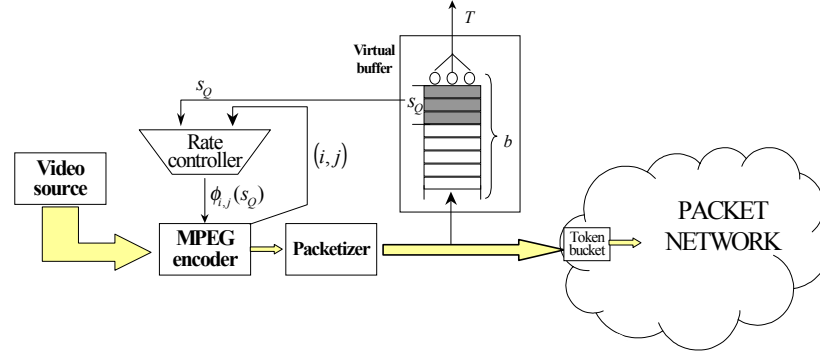 T
Virtual
buffer
s_Q
s_Q
b
Rate
controller
(i, j)
ϕ_{i,j}(s_Q)
Video
source
MPEG
encoder
Packetizer
Token
bucket
PACKET
NETWORK